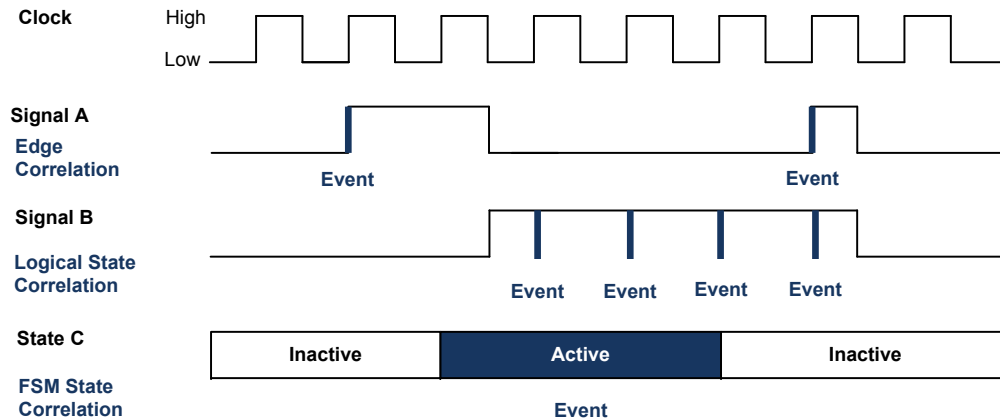 Clock
High
Low
Signal A
Edge
Correlation
Event
Event
Signal B
Logical State
Correlation
Event
Event
Event
Event
State C
Inactive
Active
Inactive
FSM State
Correlation
Event